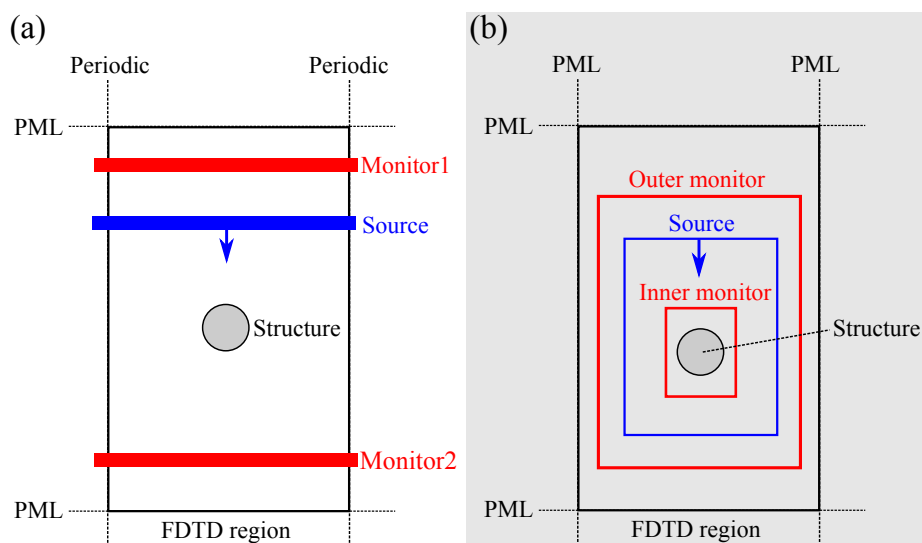 (a)
Periodic
Periodic
PML
Monitor1
Source
Structure
Monitor2
PML
FDTD region
(b)
PML
PML
PML
Outer monitor
Source
Inner monitor
Structure
PML
FDTD region